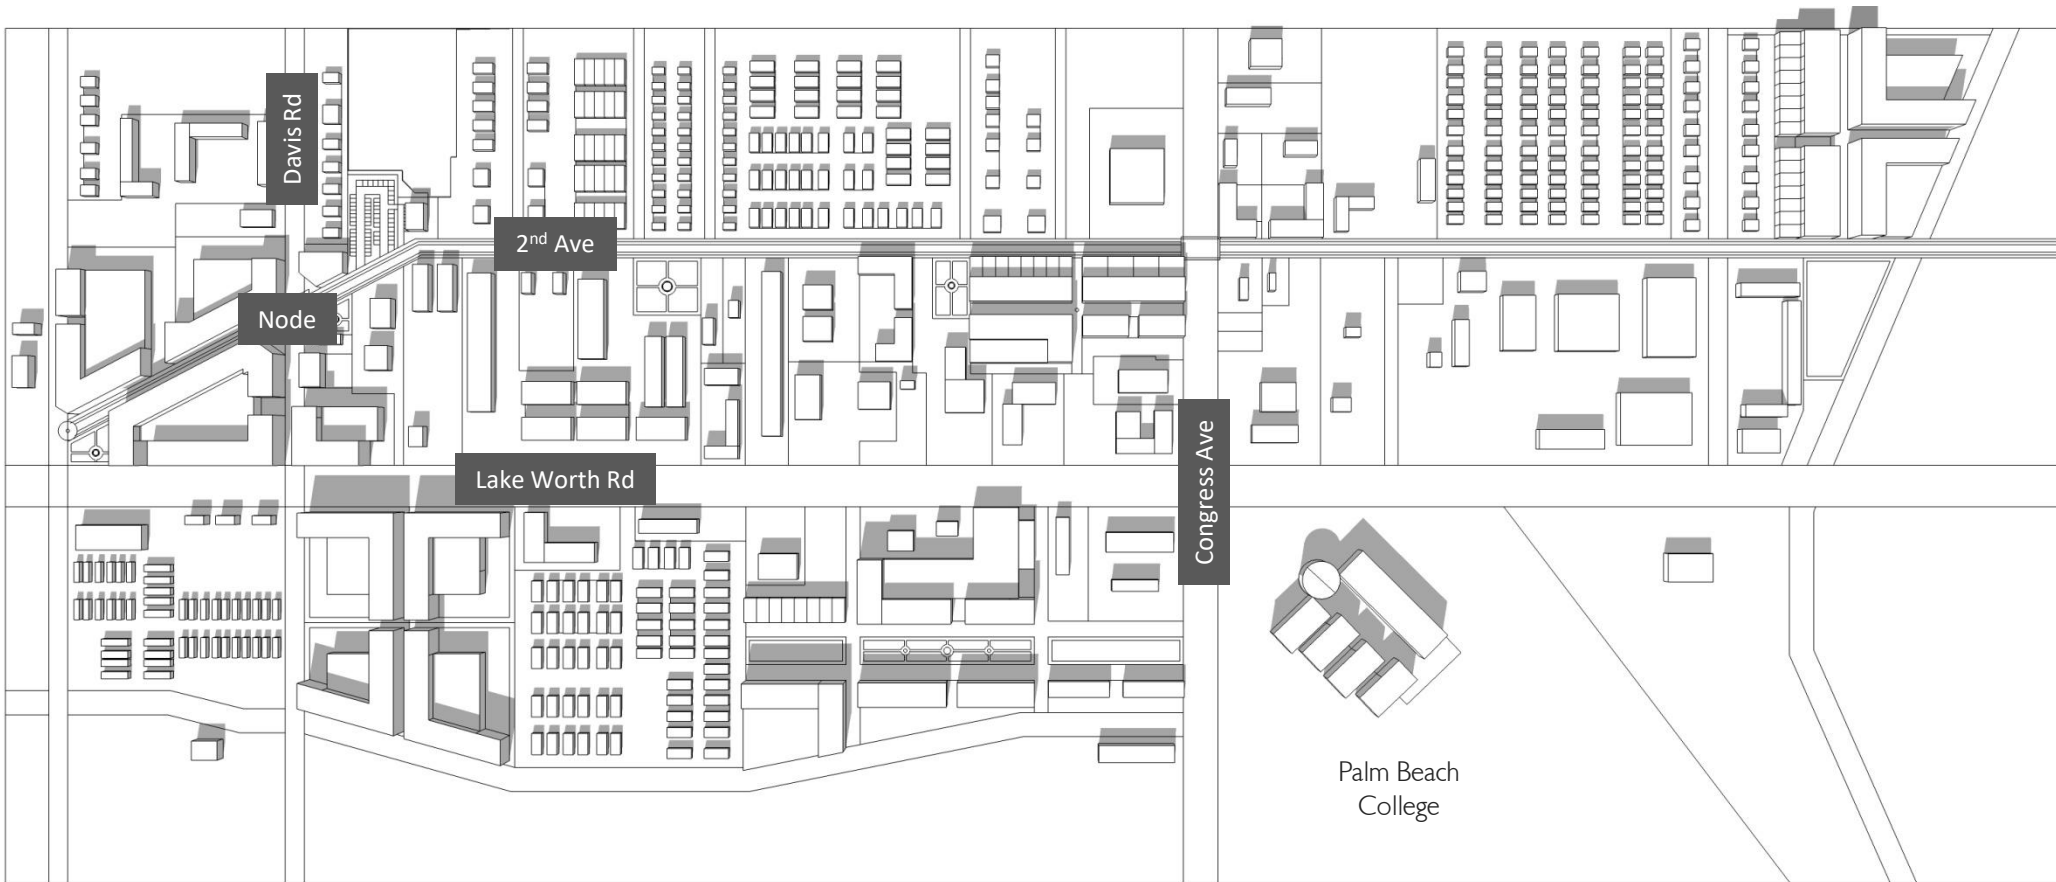 Davis Rd
2nd Ave
Node
Lake Worth Rd
Congress Ave
Palm Beach
College